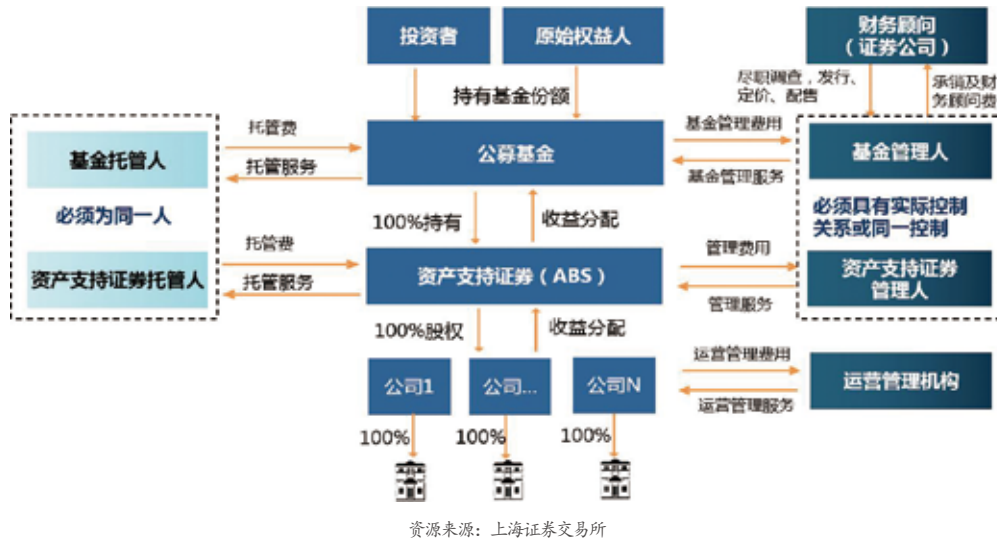 投资者
原始权益人
财务顾问
（证券公司）
持有基金份额
尽职调查，发行、
定价、配售
承销及财
务顾问费
基金托管人
必须为同一人
资产支持证券托管人
托管费
托管服务
公募基金
基金管理费用
基金管理服务
基金管理人
必须具有实际控制
关系或同一控制
资产支持证券
管理人
100%持有
收益分配
托管费
托管服务
资产支持证券（ABS）
管理费用
管理服务
100%股权
收益分配
公司1
公司...
公司N
运营管理费用
运营管理服务
运营管理机构
100%
100%
100%
资源来源：上海证券交易所